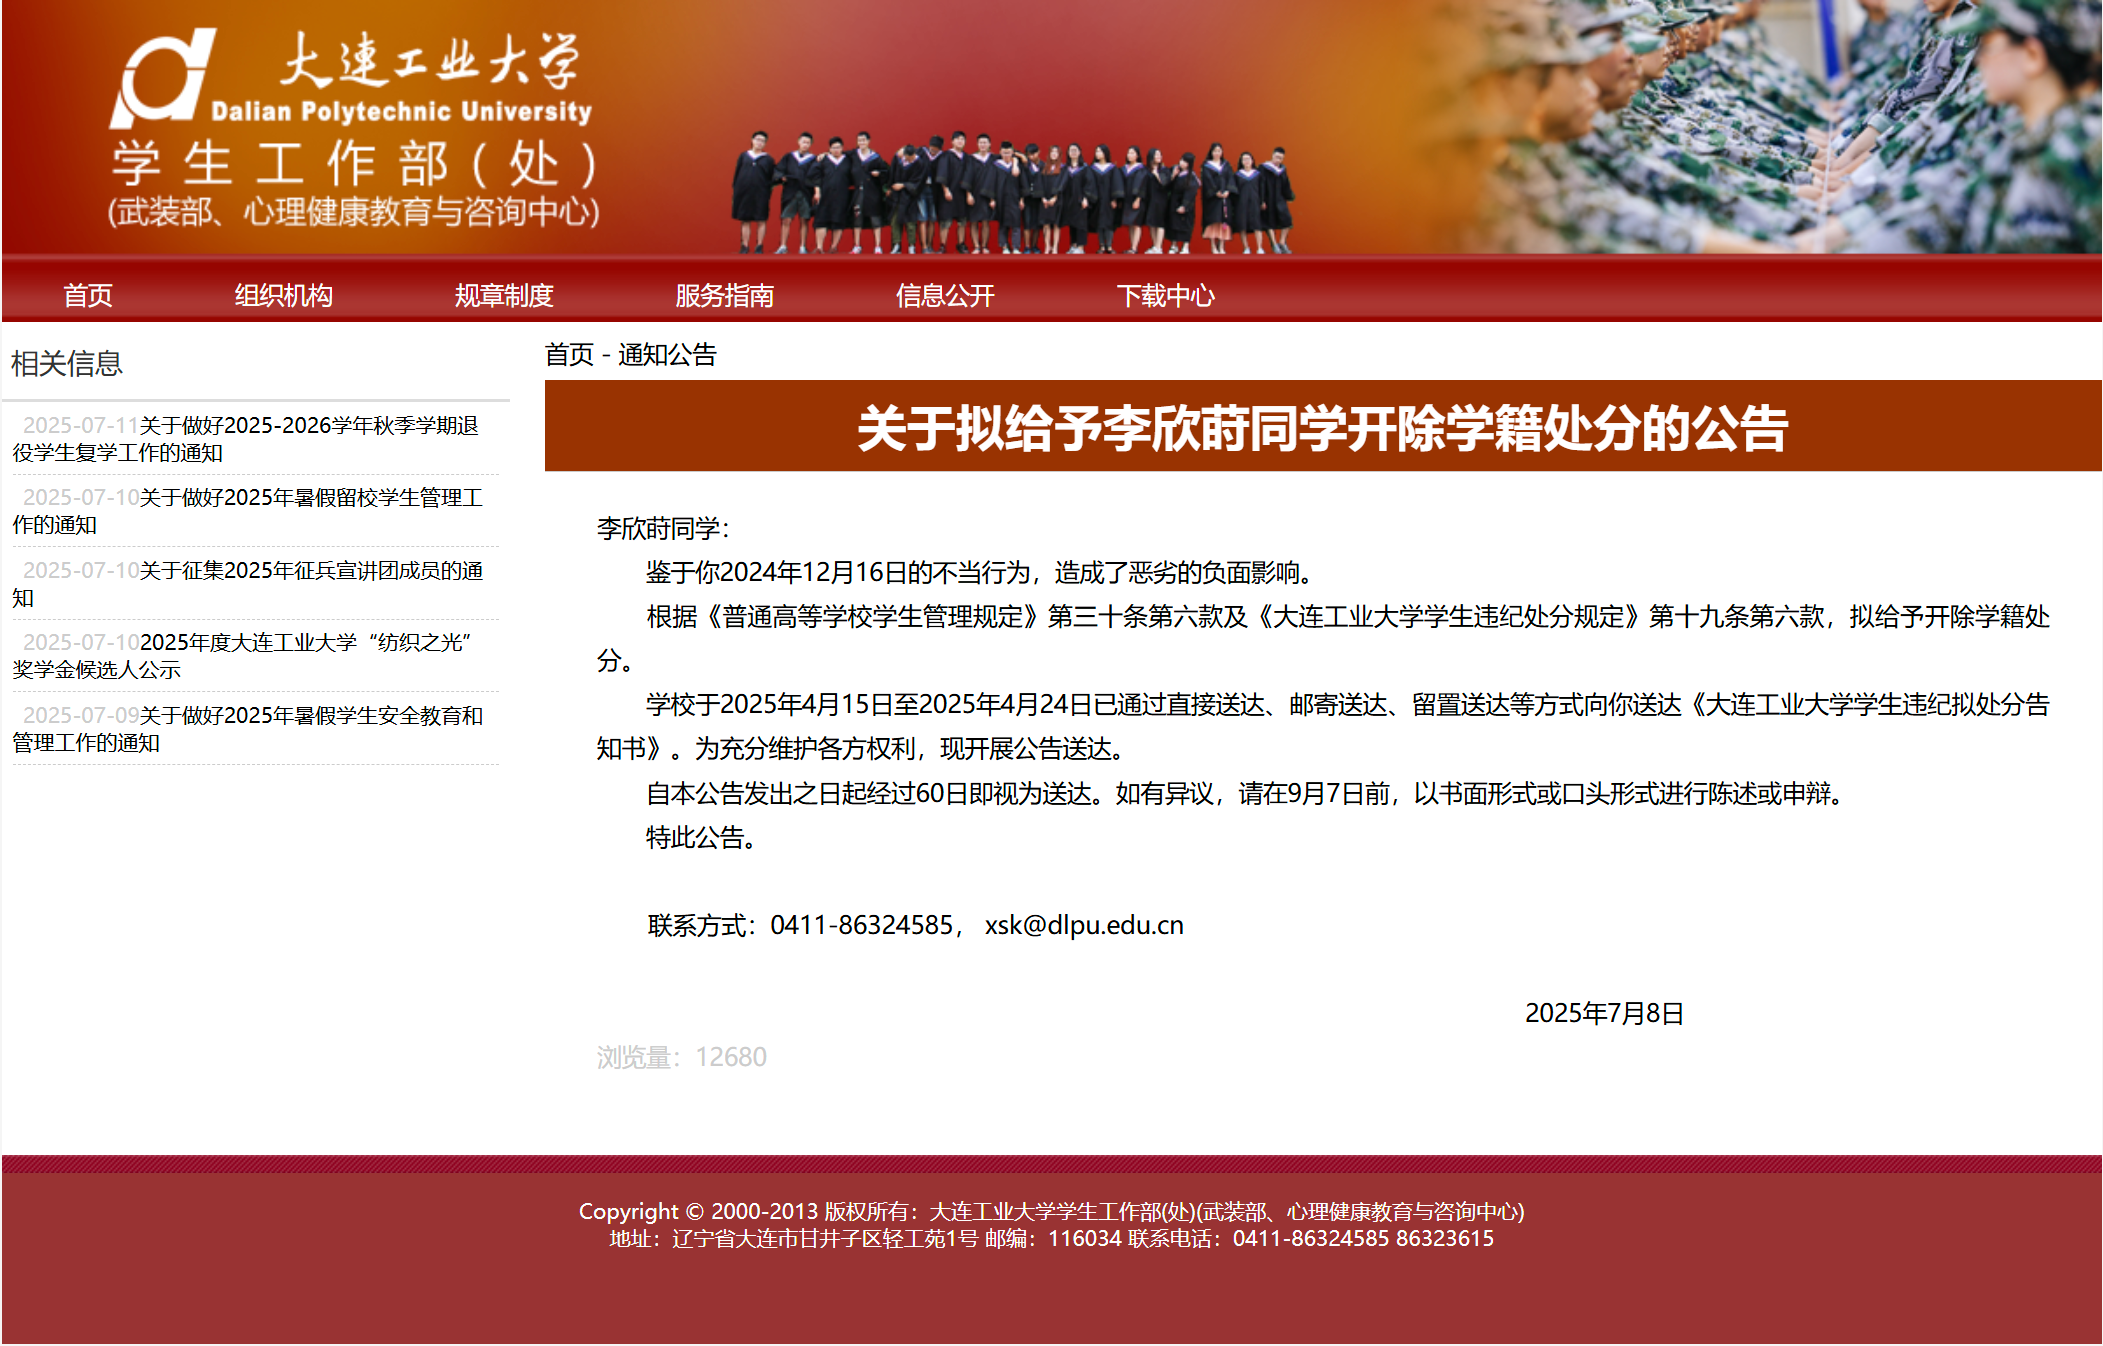 大連工业大学
Dalian Polytechnic University
学生工作部(处)
(武装部、心理健康教育与咨询中心)
首页 组织机构 规章制度 服务指南 信息公开 下载中心
相关信息
2025-07-11关于做好2025-2026学年秋季学期退
役学生复学工作的通知
2025-07-10关于做好2025年暑假留校学生管理工
作的通知
2025-07-10关于征集2025年征兵宣讲团成员的通
知
2025-07-102025年度大连工业大学“纺织之光”
奖学金候选人公示
2025-07-09关于做好2025年暑假学生安全教育和
管理工作的通知
首页 - 通知公告
关于拟给予李欣莳同学开除学籍处分的公告
李欣莳同学：
鉴于你2024年12月16日的不当行为，造成了恶劣的负面影响。
根据《普通高等学校学生管理规定》第三十条第六款及《大连工业大学学生违纪处分规定》第十九条第六款，拟给予开除学籍处
分。
学校于2025年4月15日至2025年4月24日已通过直接送达、邮寄送达、留置送达等方式向你送达《大连工业大学学生违纪拟处分告
知书》。为充分维护各方权利，现开展公告送达。
自本公告发出之日起经过60日即视为送达。如有异议，请在9月7日前，以书面形式或口头形式进行陈述或申辩。
特此公告。
联系方式：0411-86324585， xsk@dlpu.edu.cn
2025年7月8日
浏览量：12680
Copyright © 2000-2013 版权所有：大连工业大学学生工作部(处)(武装部、心理健康教育与咨询中心)
地址：辽宁省大连市甘井子区轻工苑1号 邮编：116034 联系电话：0411-86324585 86323615